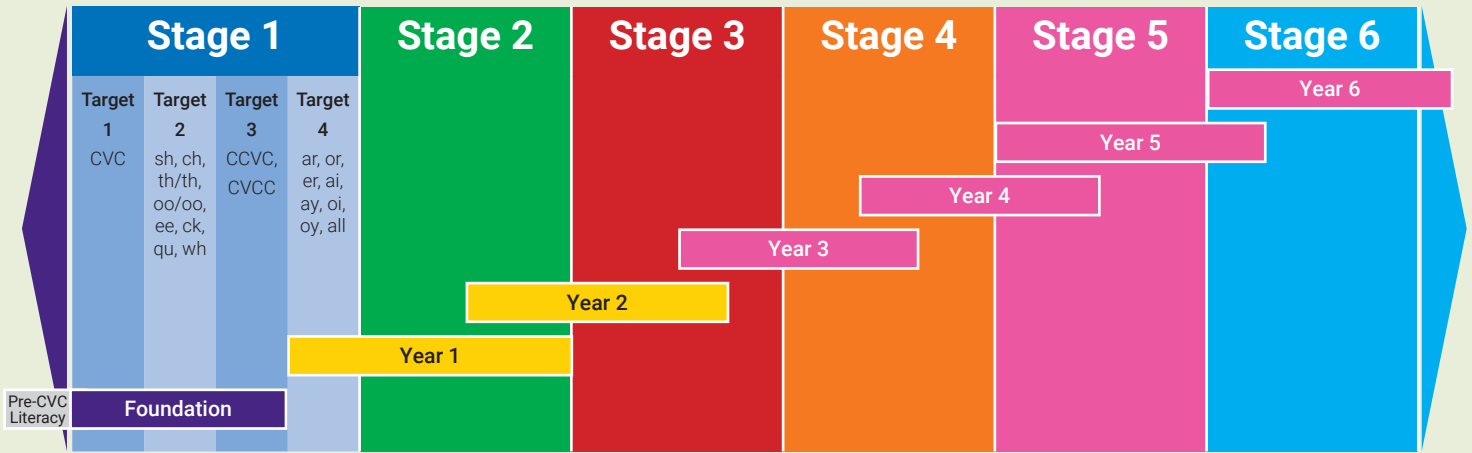 Stage 1
Stage 2
Stage 3
Stage 4
Stage 5
Stage 6
Target
1
CVC
Target
2
sh, ch,
th/th,
oo/oo,
ee, ck,
qu, wh
Target
3
CCVC,
CVCC
Target
4
ar, or,
er, ai,
ay, oi,
oy, all
Year 6
Year 5
Year 4
Year 3
Year 2
Year 1
Pre-CVC
Literacy
Foundation